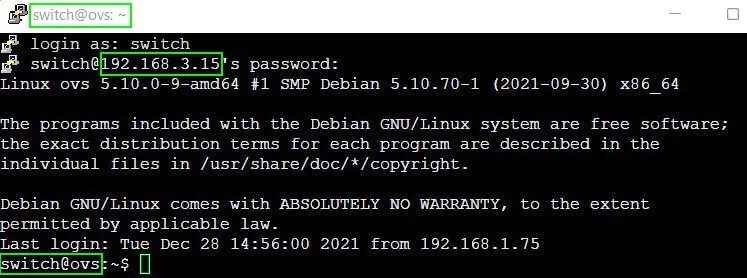 switch@ovs: ~
login as: switch
switch@192.168.3.15's password:
Linux ovs 5.10.0-9-amd64 #1 SMP Debian 5.10.70-1 (2021-09-30) x86_64
The programs included with the Debian GNU/Linux system are free software;
the exact distribution terms for each program are described in the
individual files in /usr/share/doc/*/copyright.
Debian GNU/Linux comes with ABSOLUTELY NO WARRANTY, to the extent
permitted by applicable law.
Last login: Tue Dec 28 14:56:00 2021 from 192.168.1.75
switch@ovs:~$